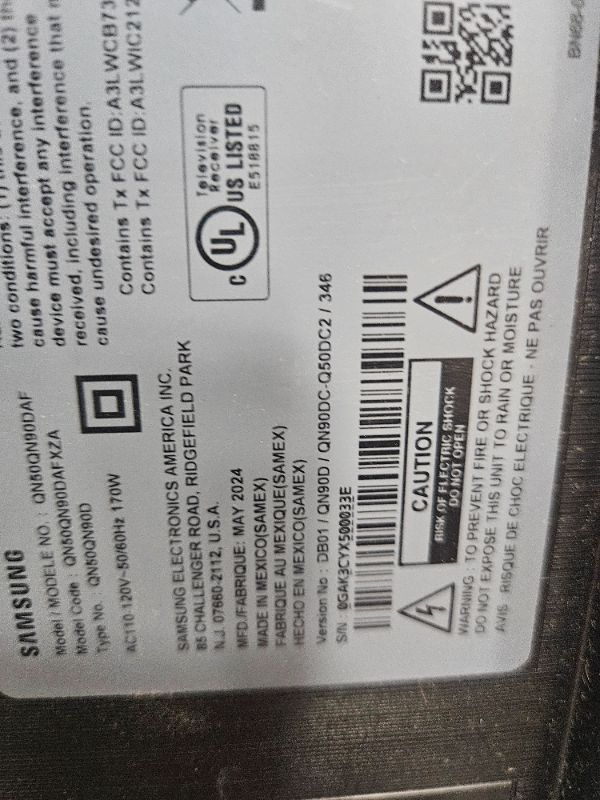 two conditions: (1)
cause harmful interference, and (2)
device must accept any interference that
received, including interference that
cause undesired operation.
Contains Tx FCC ID:A3LWCB73
Contains Tx FCC ID:A3LWIC212
c UL US LISTED
Television
Receiver
E518815
SAMSUNG
Model / MODELE NO. : QN50QN90DAF
Model Code : QN50QN90DAFXZA
Type No. : QN50QN90D
AC110-120V~50/60Hz 170W
SAMSUNG ELECTRONICS AMERICA INC.
85 CHALLENGER ROAD, RIDGEFIELD PARK
N.J. 07660-2112, U.S.A.
MFD./FABRIQUE: MAY 2024
MADE IN MEXICO(SAMEX)
FABRIQUE AU MEXIQUE(SAMEX)
HECHO EN MEXICO(SAMEX)
Version No : DB01 / QN90D / QN90DC-Q50DC2 / 346
S/N : 0GAK3CYX500033E
CAUTION
RISK OF ELECTRIC SHOCK
DO NOT OPEN
WARNING : TO PREVENT FIRE OR SHOCK HAZARD
DO NOT EXPOSE THIS UNIT TO RAIN OR MOISTURE
AVIS : RISQUE DE CHOC ELECTRIQUE - NE PAS OUVRIR